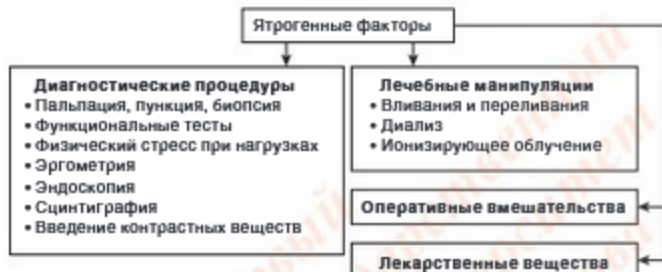 Ятрогенные факторы
Диагностические процедуры
• Пальпация, пункция, биопсия
• Функциональные тесты
• Физический стресс при нагрузках
• Эргометрия
• Эндоскопия
• Сцинтиграфия
• Введение контрастных веществ
Лечебные манипуляции
• Вливания и переливания
• Диализ
• Ионизирующее облучение
Оперативные вмешательства
Лекарственные вещества